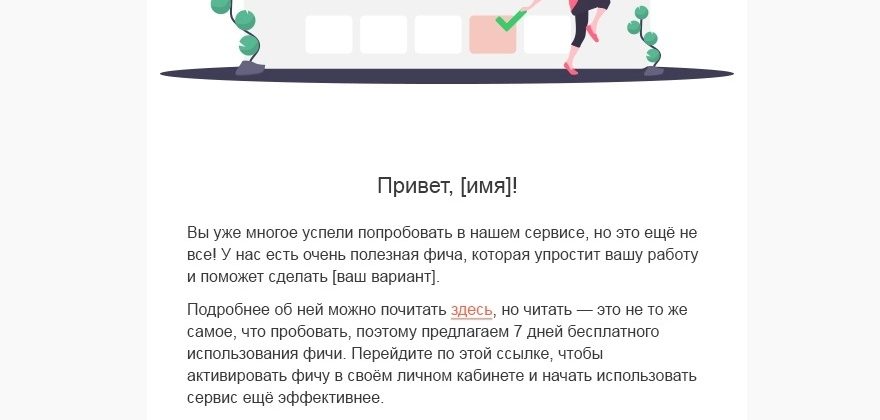 Привет, [имя]!
Вы уже многое успели попробовать в нашем сервисе, но это ещё не
все! У нас есть очень полезная фича, которая упростит вашу работу
и поможет сделать [ваш вариант].
Подробнее об ней можно почитать здесь, но читать — это не то же
самое, что пробовать, поэтому предлагаем 7 дней бесплатного
использования фичи. Перейдите по этой ссылке, чтобы
активировать фичу в своём личном кабинете и начать использовать
сервис ещё эффективнее.